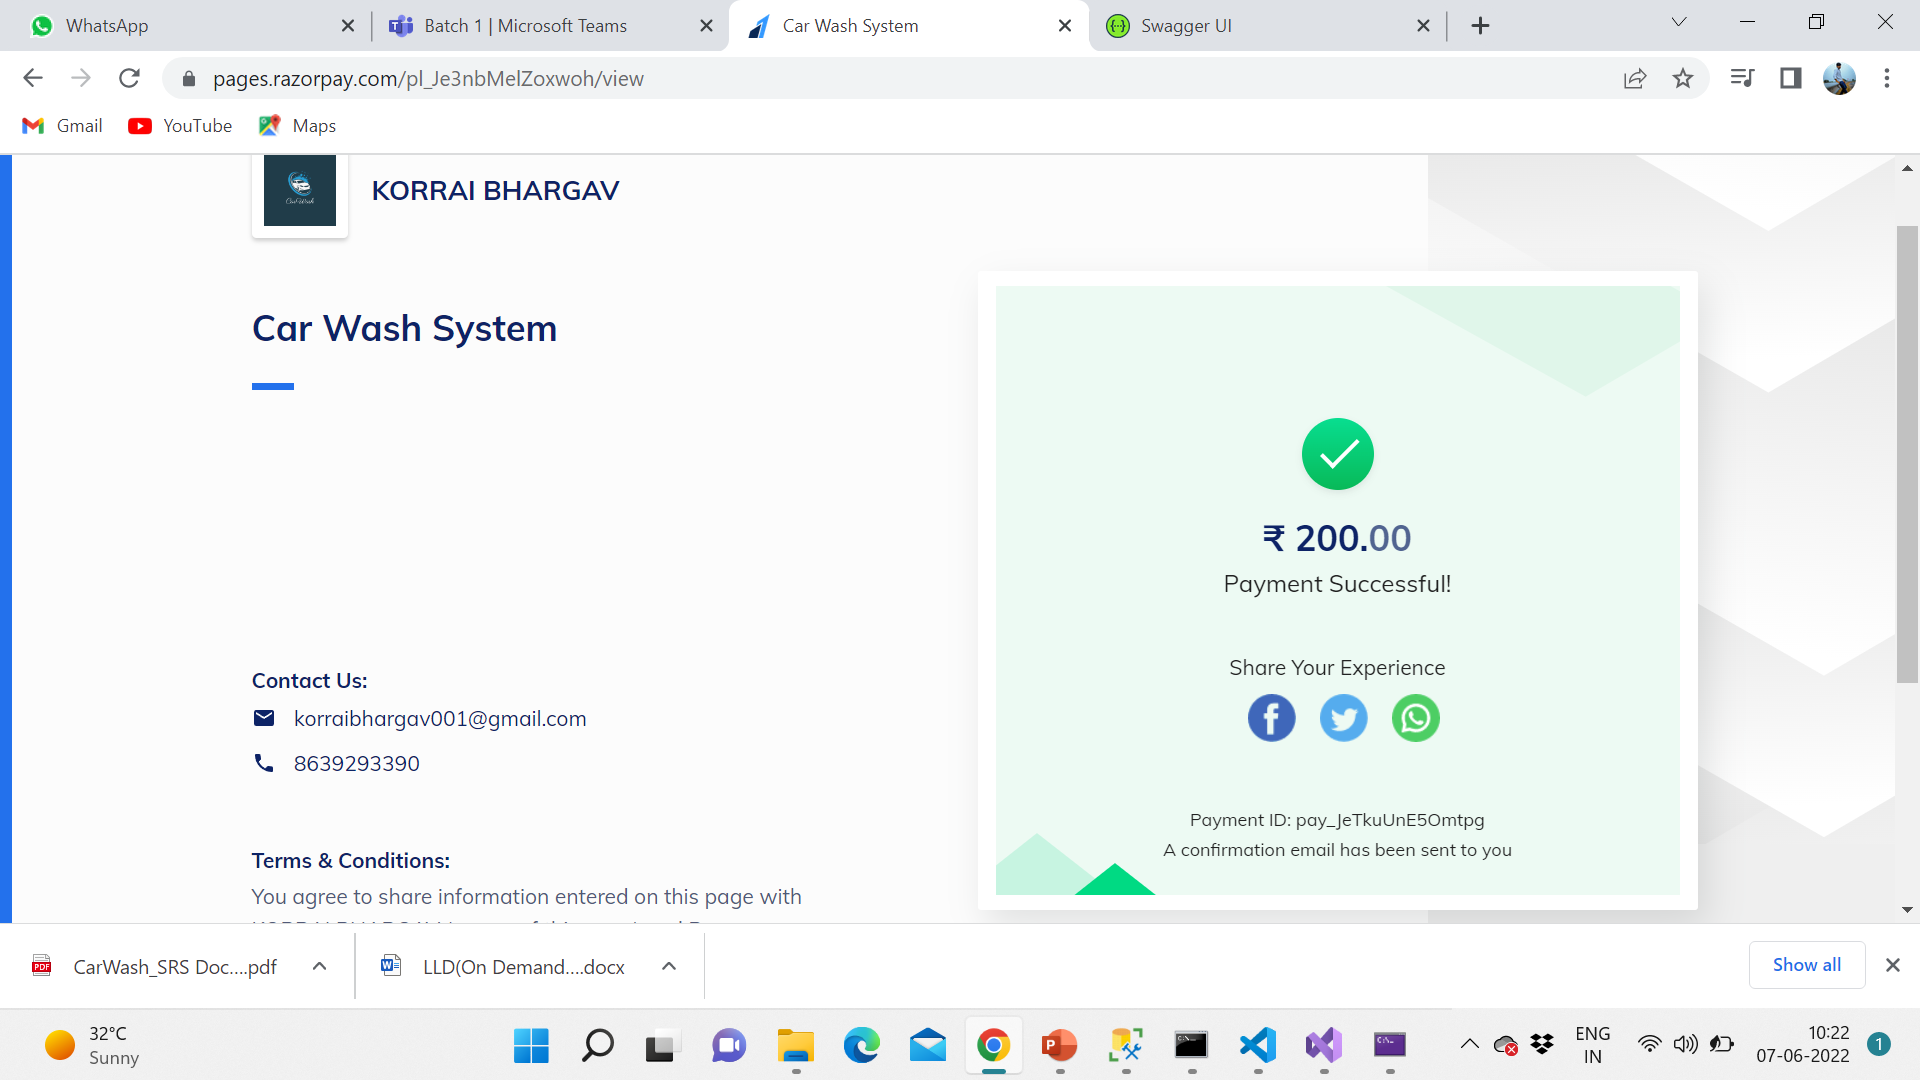 WhatsApp
Batch 1 | Microsoft Teams
Car Wash System
Swagger UI
pages.razorpay.com/pl_Je3nbMelZoxwoh/view
Gmail
YouTube
Maps
KORRAI BHARGAV
Car Wash System
₹ 200.00
Payment Successful!
Share Your Experience
Contact Us:
korraibhargav001@gmail.com
8639293390
Payment ID: pay_JeTkuUnE5Omtpg
A confirmation email has been sent to you
Terms & Conditions:
You agree to share information entered on this page with
CarWash_SRS Doc....pdf
LLD(On Demand....docx
Show all
32°C
Sunny
ENG
IN
10:22
07-06-2022
1